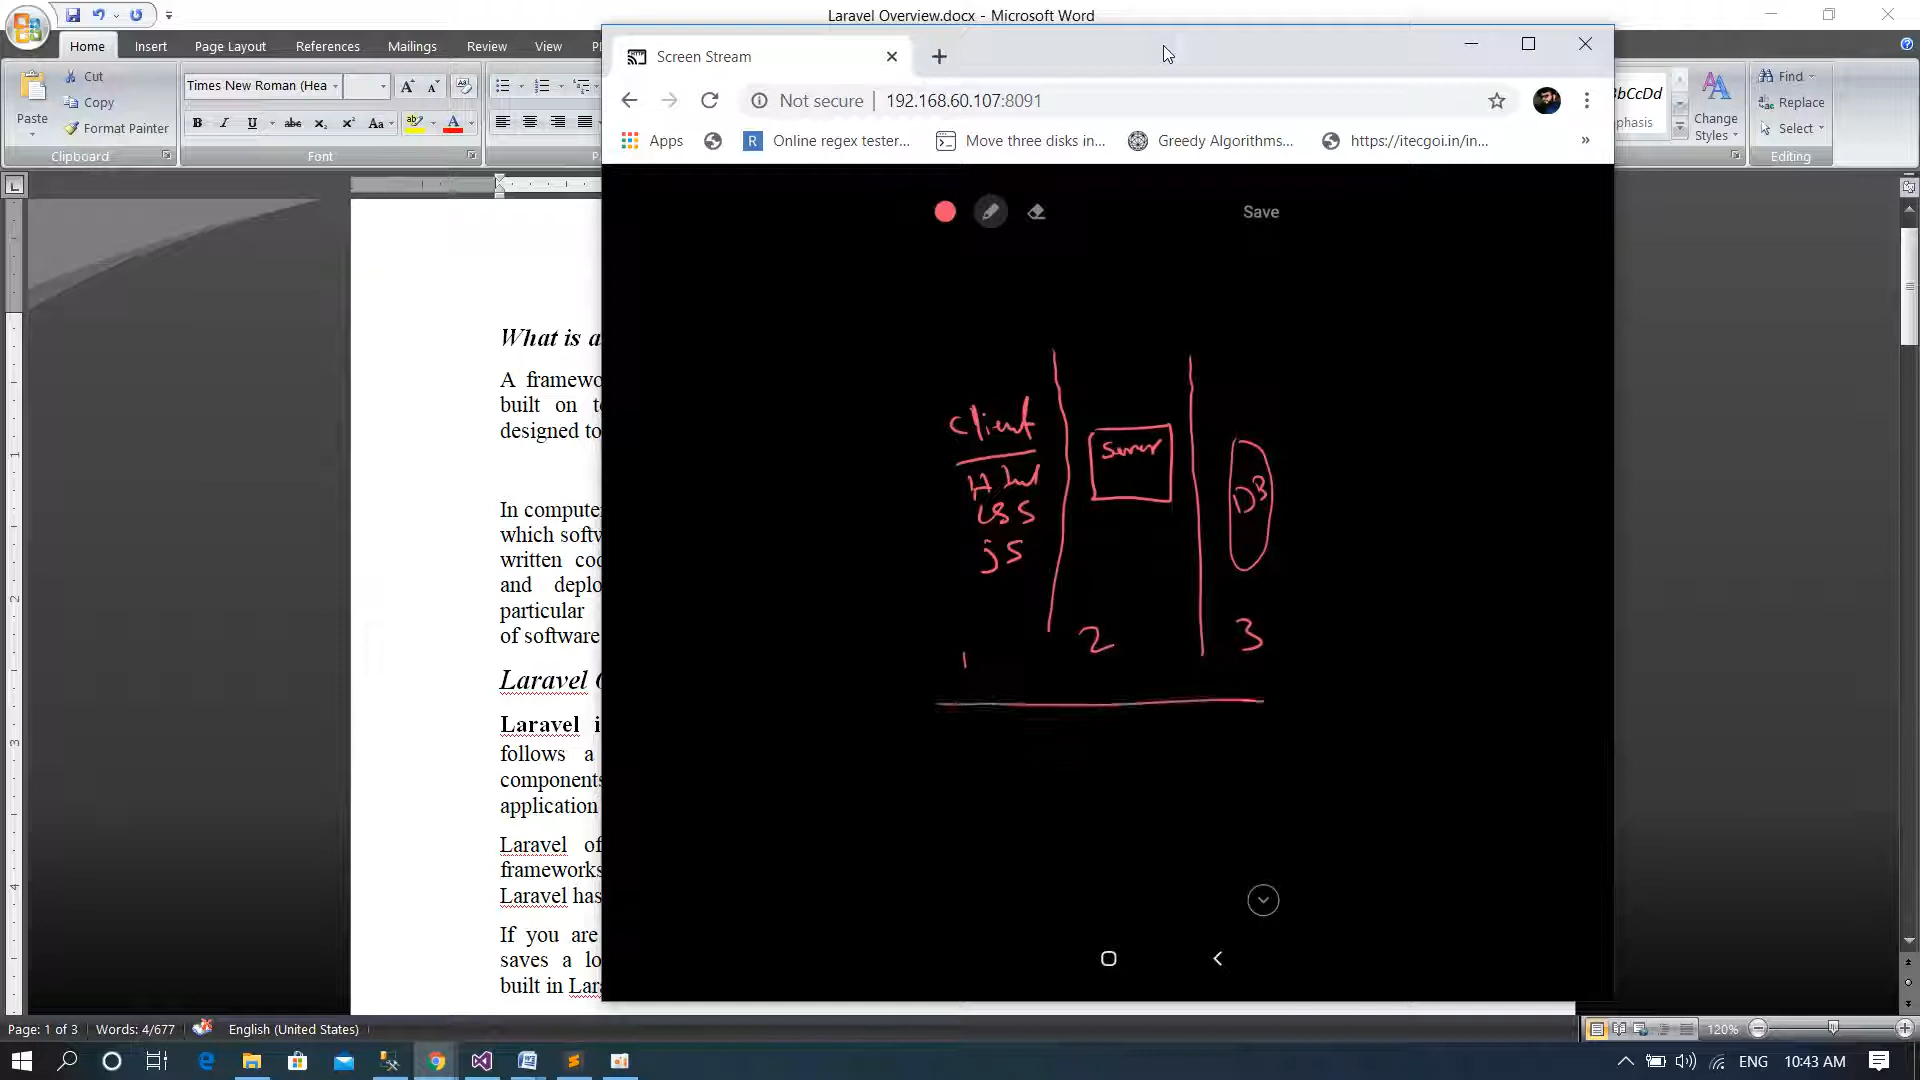 Laravel Overview.docx - Microsoft Word
Home Insert Page Layout References Mailings Review View
Cut
Copy
Format Painter
Paste
Clipboard
Times New Roman (Hea
Font
Screen Stream
Not secure | 192.168.60.107:8091
Apps
Online regex tester...
Move three disks in...
Greedy Algorithms...
https://itecgoi.in/in...
»
bCcDd
phasis
Change
Styles
Find
Replace
Select
Editing
Save
What is a
A framewo
built on t
designed to
In compute
which softw
written cod
and deplo
particular
of software
Laravel
Laravel i
follows a
components
application
Laravel of
frameworks
Laravel has
If you are
saves a lo
built in Lara
Client
Html
CSS
js
Server
DB
1
2
3
Page: 1 of 3 Words: 4/677 English (United States) 120%
ENG 10:43 AM